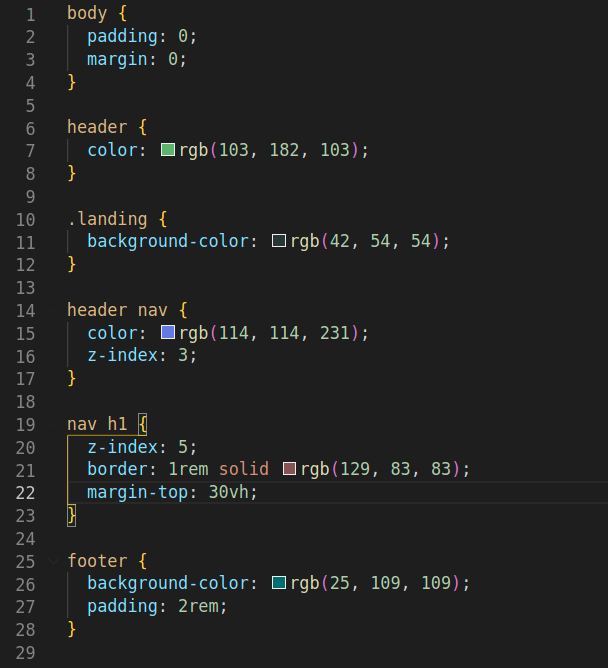 1 body {
2   padding: 0;
3   margin: 0;
4 }
5
6 header {
7   color: rgb(103, 182, 103);
8 }
9
10 .landing {
11   background-color: rgb(42, 54, 54);
12 }
13
14 header nav {
15   color: rgb(114, 114, 231);
16   z-index: 3;
17 }
18
19 nav h1 {
20   z-index: 5;
21   border: 1rem solid rgb(129, 83, 83);
22   margin-top: 30vh;
23 }
24
25 footer {
26   background-color: rgb(25, 109, 109);
27   padding: 2rem;
28 }
29